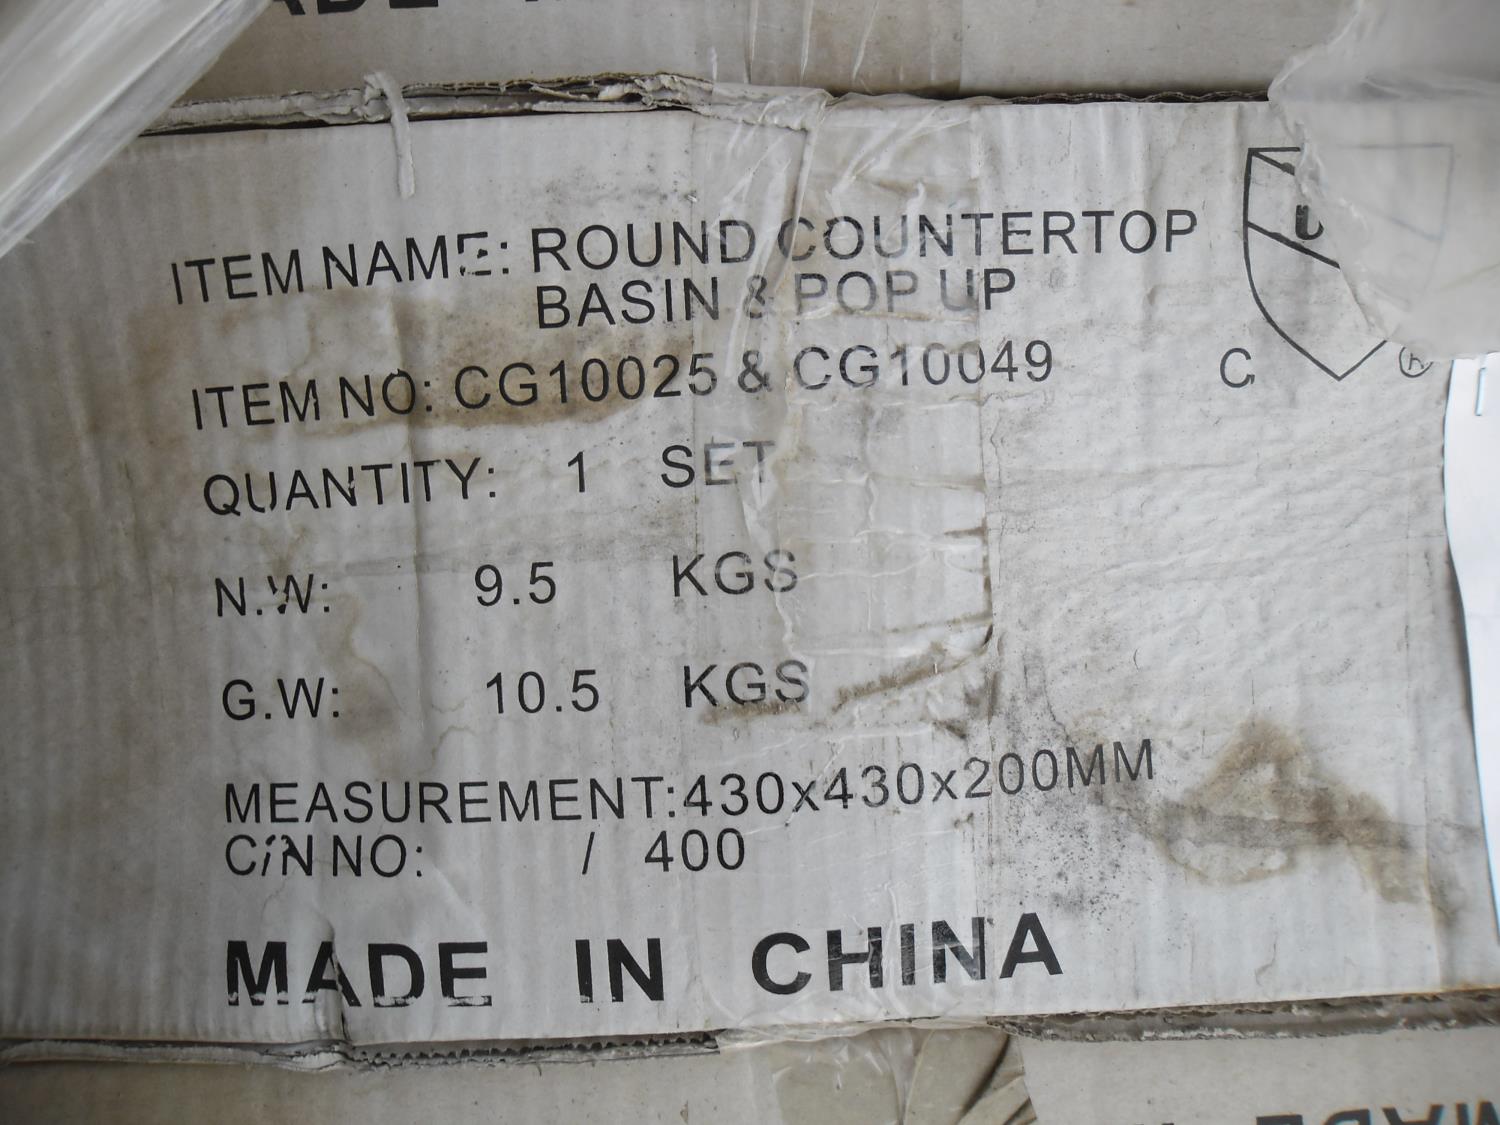 ITEM NAME: ROUND COUNTERTOP
BASIN & POP UP
ITEM NO: CG10025 & CG10049
C
®
QUANTITY: 1 SET
N.W: 9.5 KGS
G.W: 10.5 KGS
MEASUREMENT:430x430x200MM
C/N NO: / 400
MADE IN CHINA